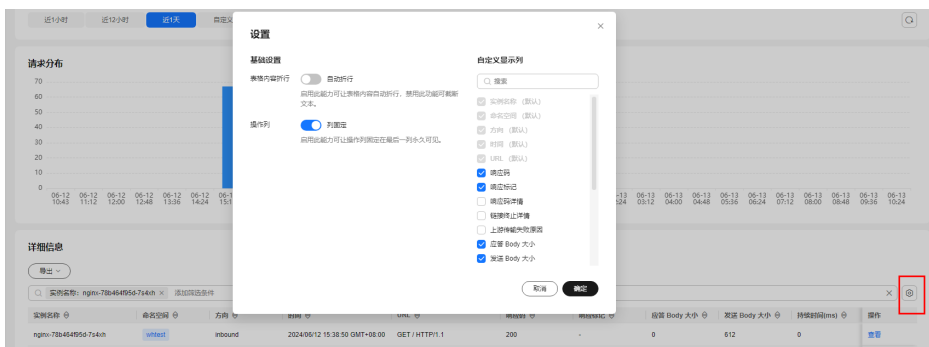 近1小时 近12小时 近1天 自定义
请求分布
70
60
50
40
30
20
10
0
06-12 10:43
06-12 11:12
06-12 12:00
06-12 12:48
06-12 13:36
06-12 14:24
06-13 03:12
06-13 04:00
06-13 04:48
06-13 05:36
06-13 06:24
06-13 07:12
06-13 08:00
06-13 08:48
06-13 09:36
06-13 10:24
设置
基础设置
表格内容折行 自动折行
启用此能力可让表格内容自动折行，禁用此功能可截断
文本。
操作列 列固定
启用此能力可让操作列固定在最后一列永久可见。
自定义显示列
搜索
实例名称 (默认)
命名空间 (默认)
方向 (默认)
时间 (默认)
URL (默认)
响应码
响应标记
响应码详情
链接终止详情
上游传输失败原因
应答 Body 大小
发送 Body 大小
取消 确定
详细信息
导出
实例名称: nginx-78b464f95d-7s4xh × 添加筛选条件
实例名称 命名空间 方向 时间 URL 响应码 响应标记 应答 Body 大小 发送 Body 大小 持续时间(ms) 操作
nginx-78b464f95d-7s4xh whtest inbound 2024/06/12 15:38:50 GMT+08:00 GET / HTTP/1.1 200 - 0 612 0 查看